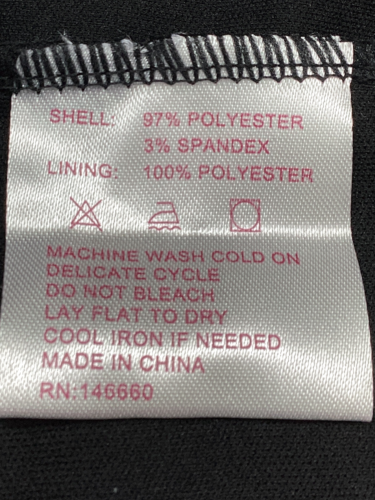 SHELL: 97% POLYESTER
3% SPANDEX
LINING: 100% POLYESTER
MACHINE WASH COLD ON
DELICATE CYCLE
DO NOT BLEACH
LAY FLAT TO DRY
COOL IRON IF NEEDED
MADE IN CHINA
RN:146660